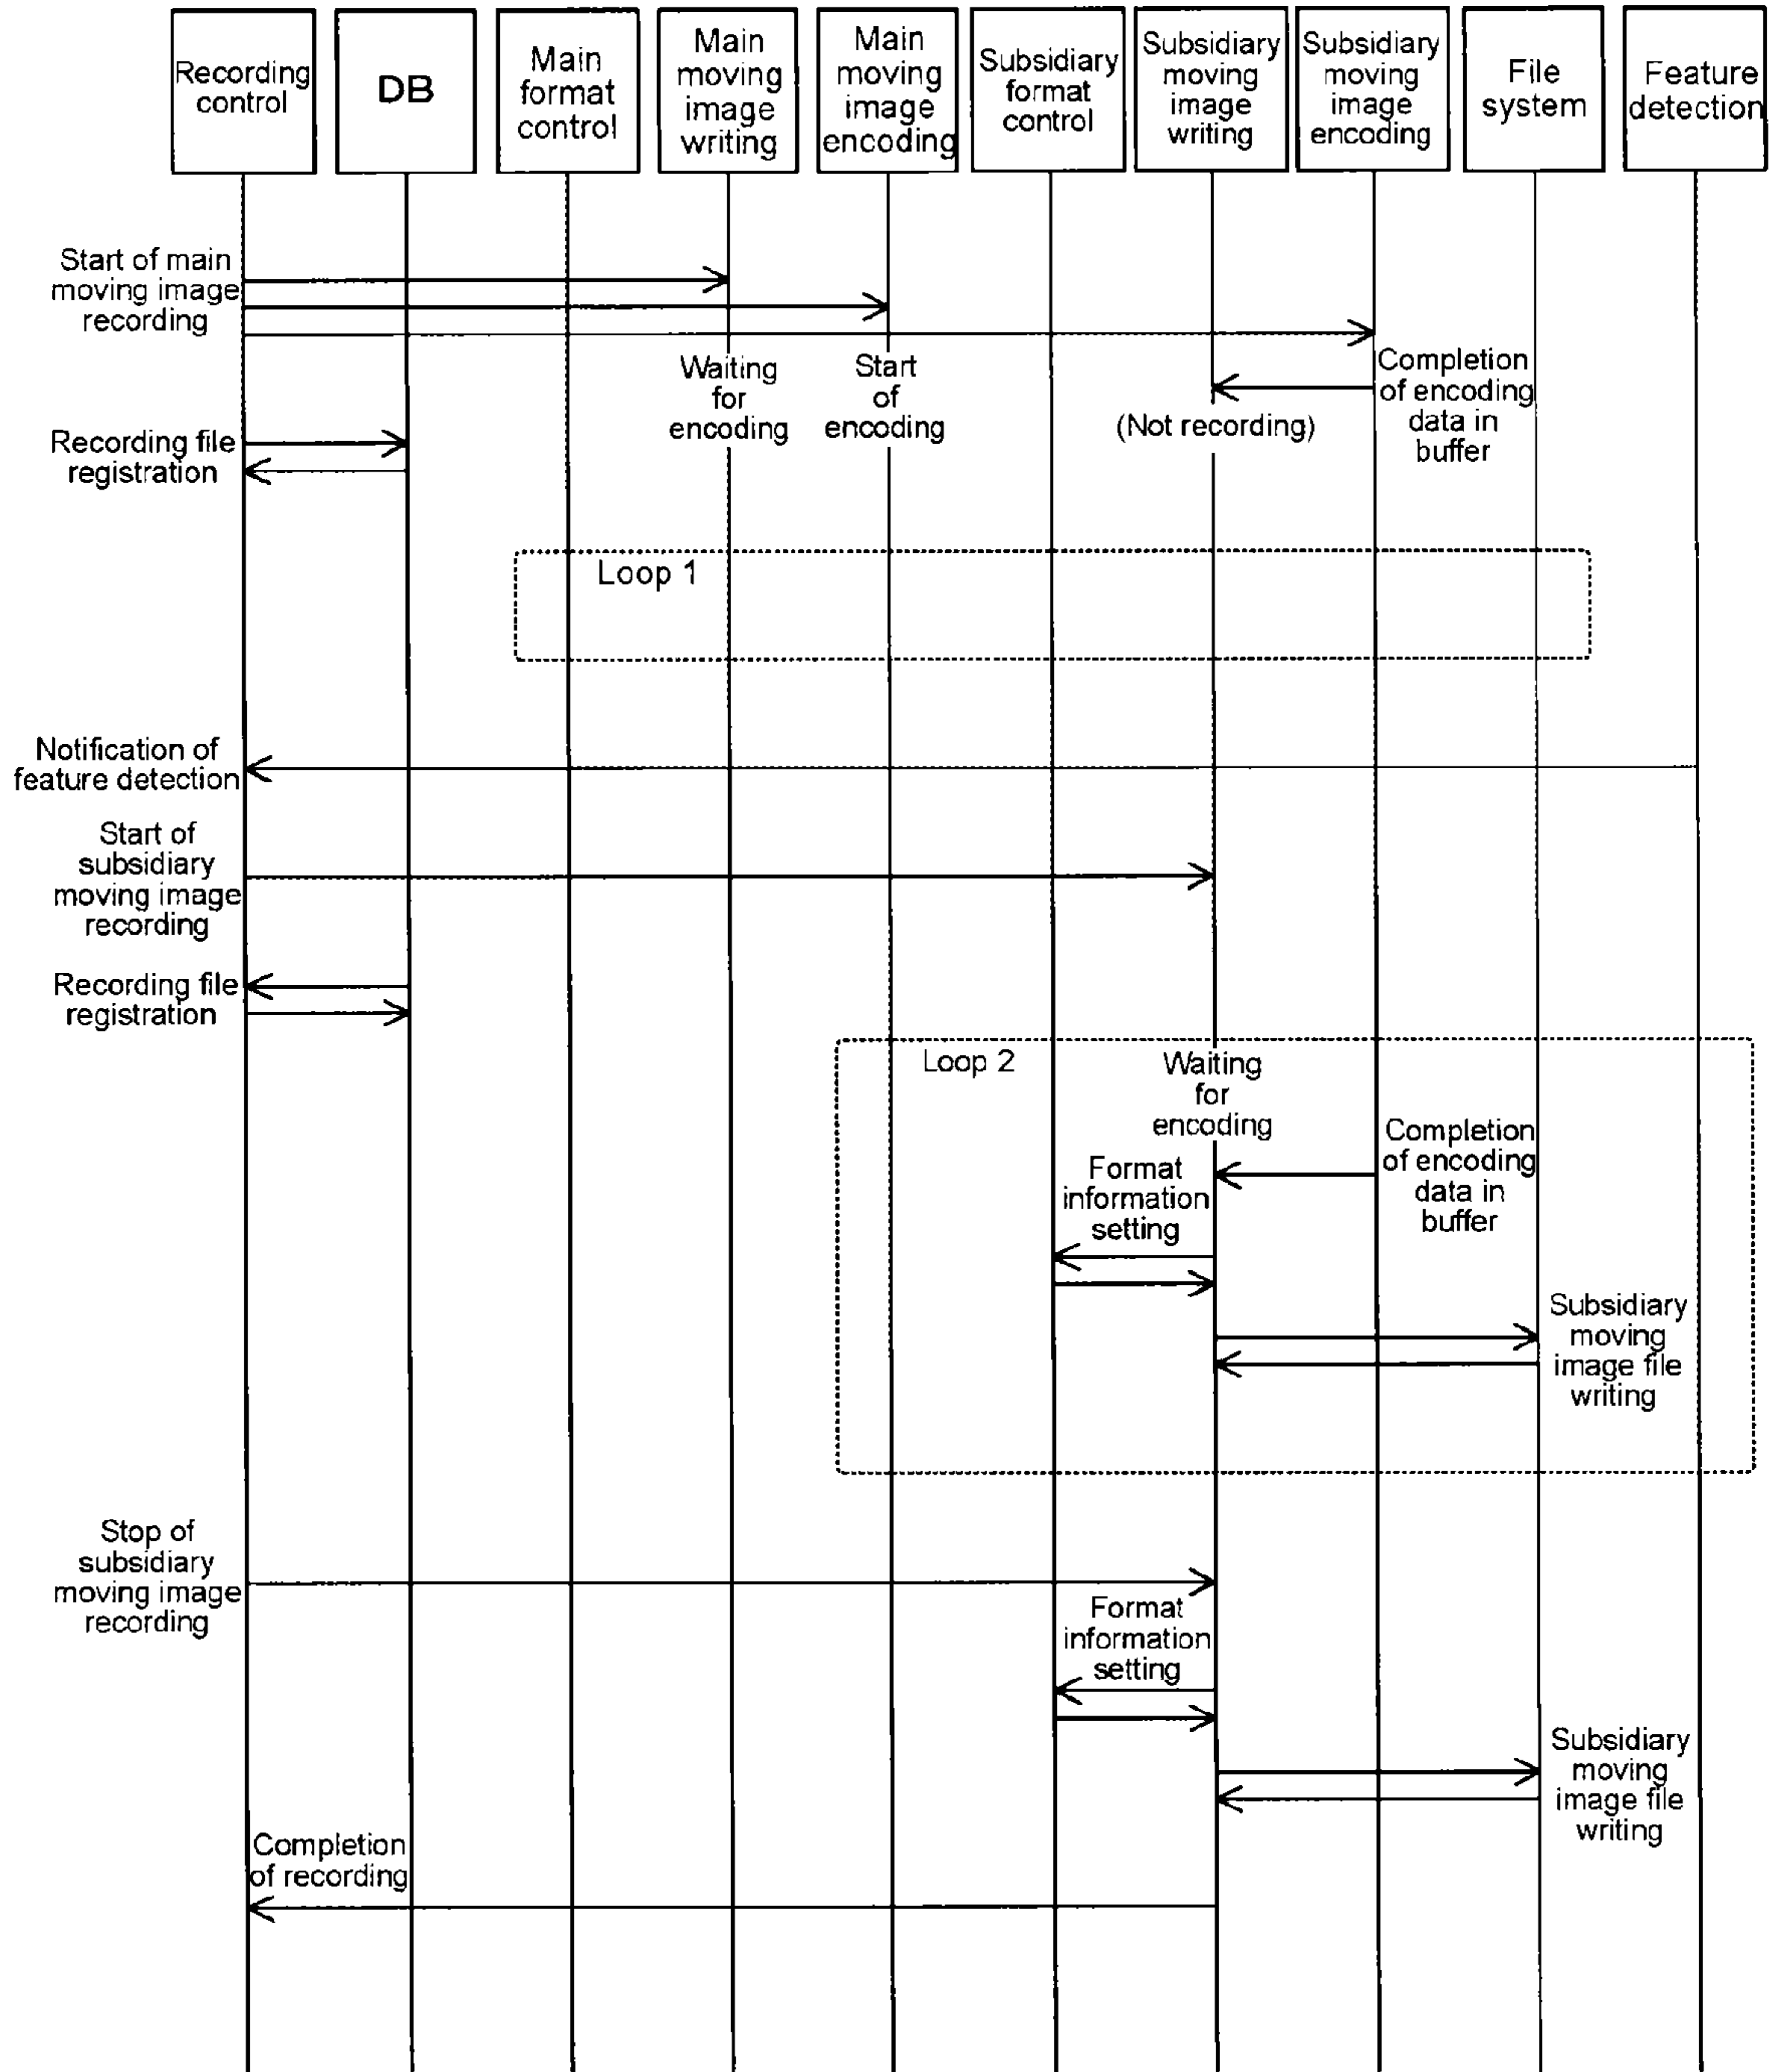 Recording
control
DB
Main
format
control
Main
moving
image
writing
Main
moving
image
encoding
Subsidiary
format
control
Subsidiary
moving
image
writing
Subsidiary
moving
image
encoding
File
system
Feature
detection
Start of main
moving image
recording
Waiting
for
encoding
Start
of
encoding
Completion
of encoding
data in
buffer
(Not recording)
Recording file
registration
Loop 1
Notification of
feature detection
Start of
subsidiary
moving image
recording
Recording file
registration
Loop 2
Waiting
for
encoding
Completion
of encoding
data in
buffer
Format
information
setting
Subsidiary
moving
image file
writing
Stop of
subsidiary
moving image
recording
Format
information
setting
Subsidiary
moving
image file
writing
Completion
of recording